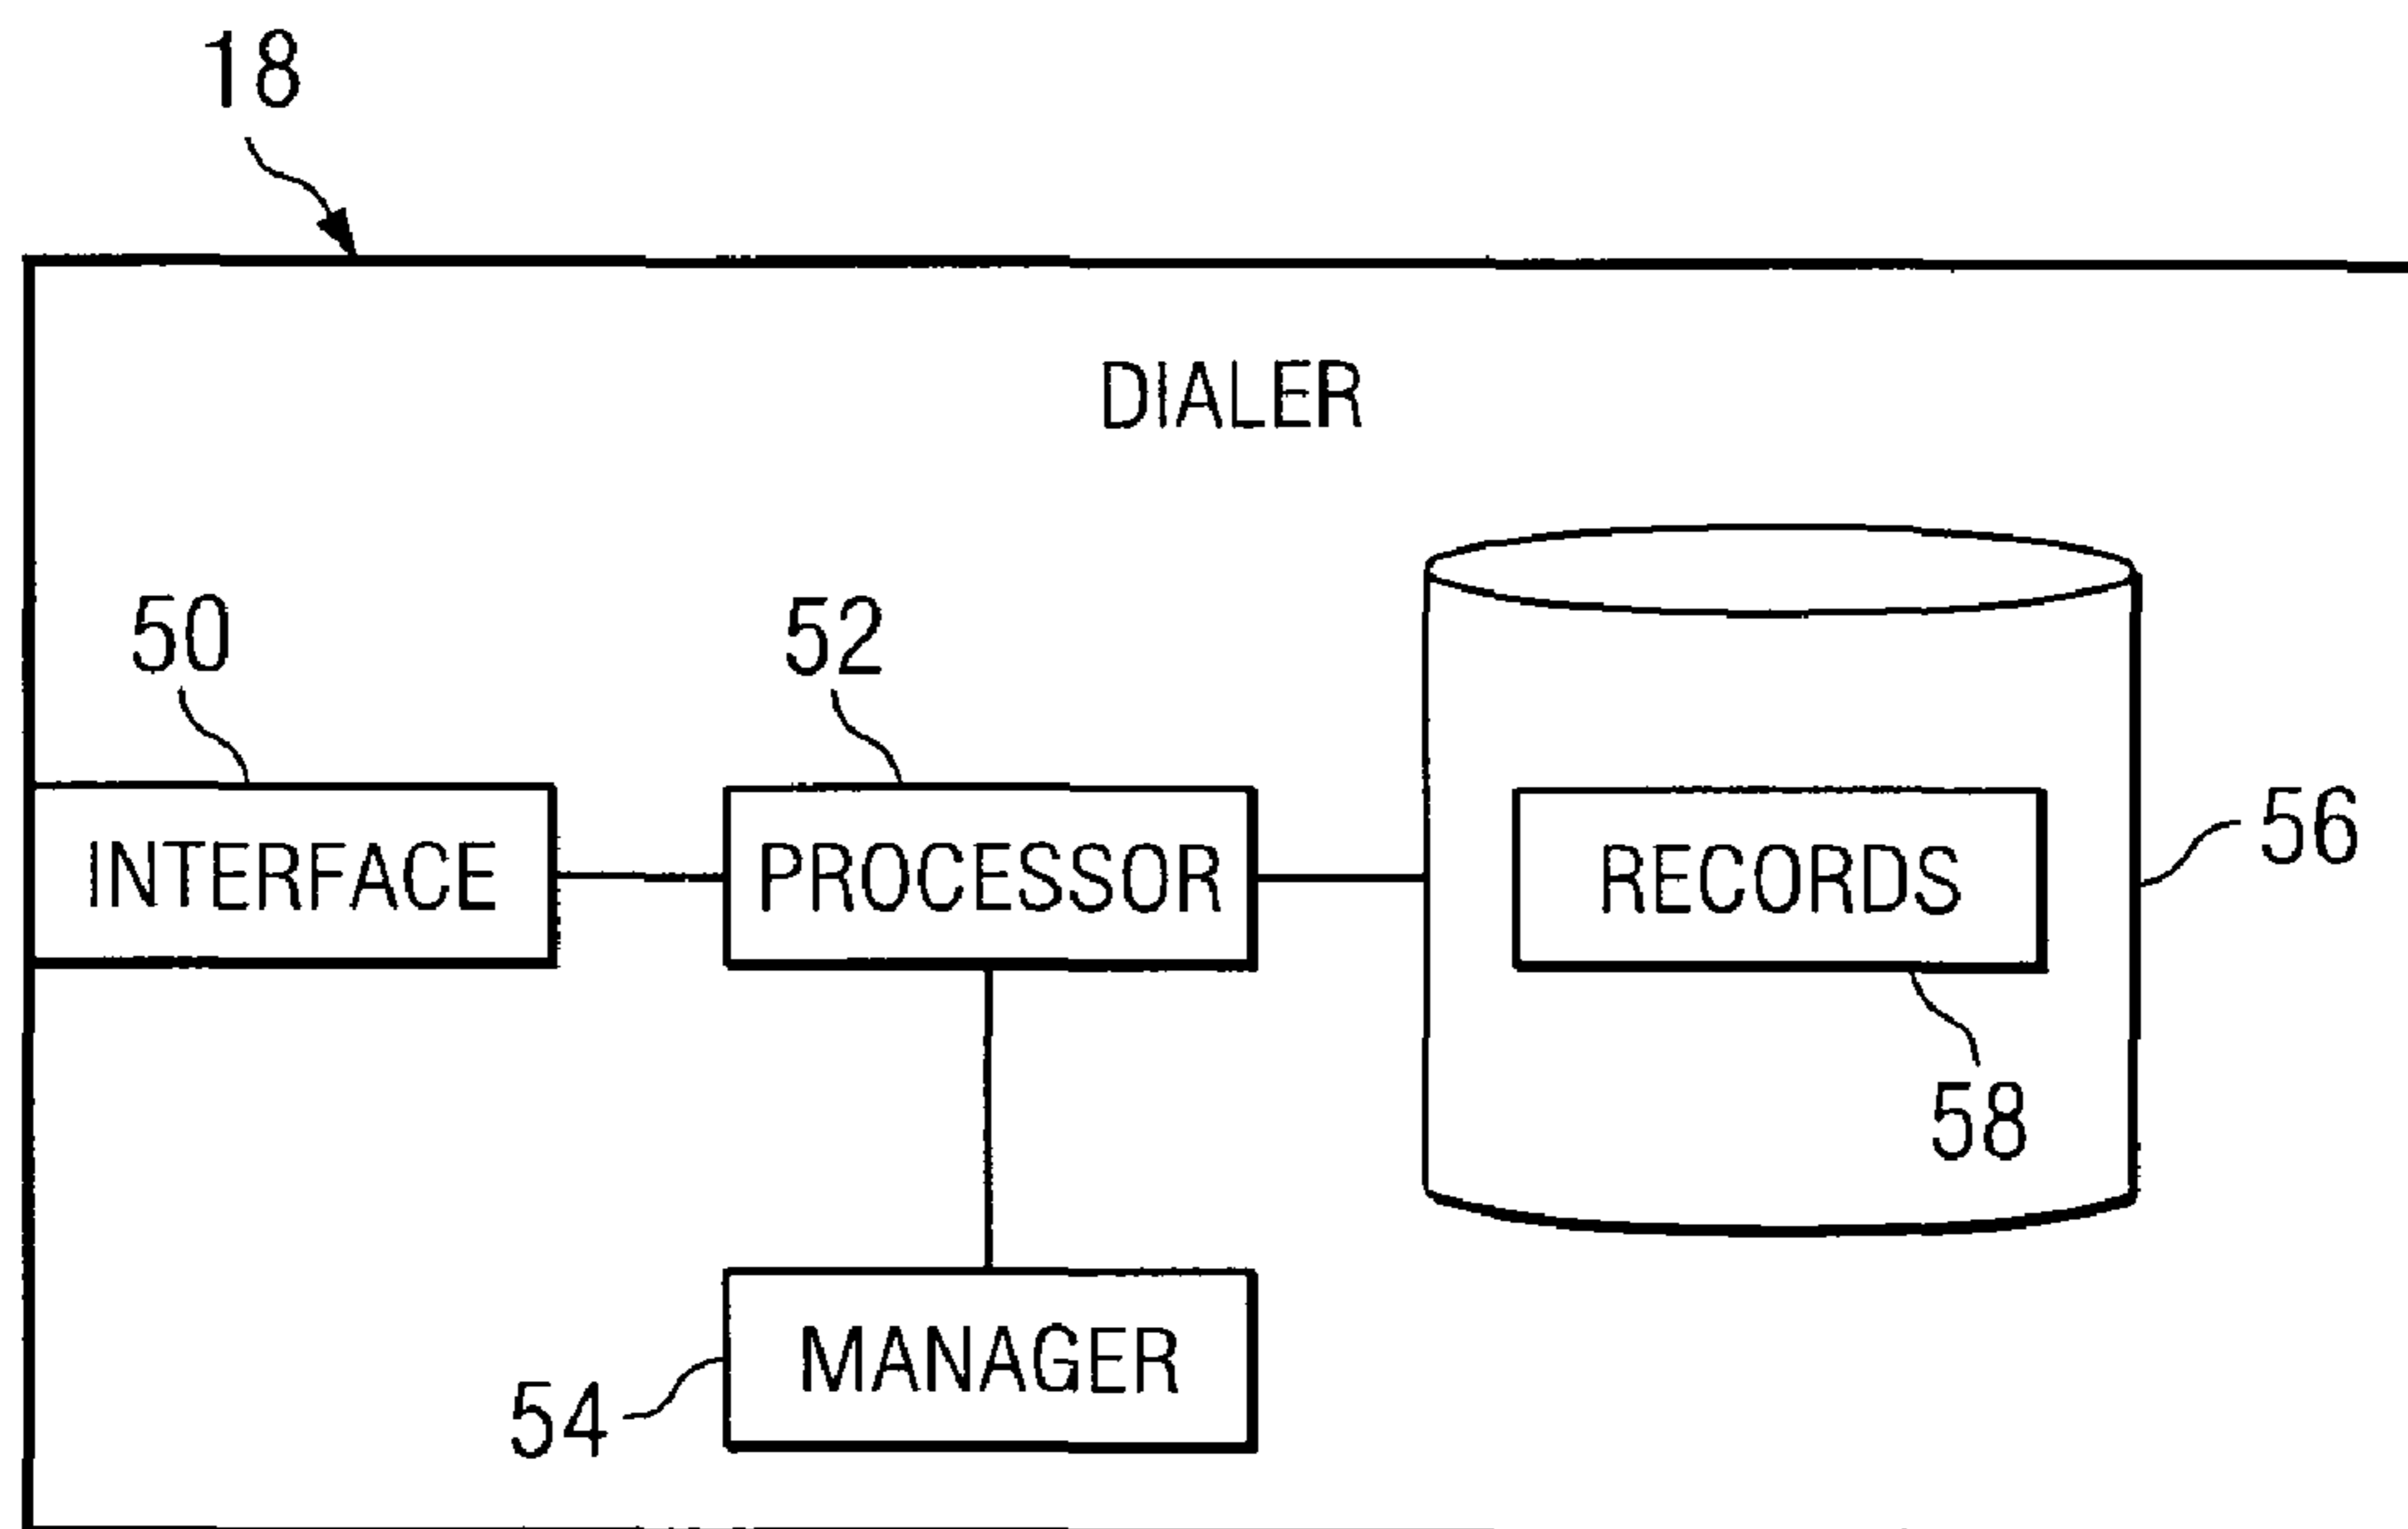 18
DIALER
50
52
INTERFACE
PROCESSOR
RECORDS
56
58
MANAGER
54